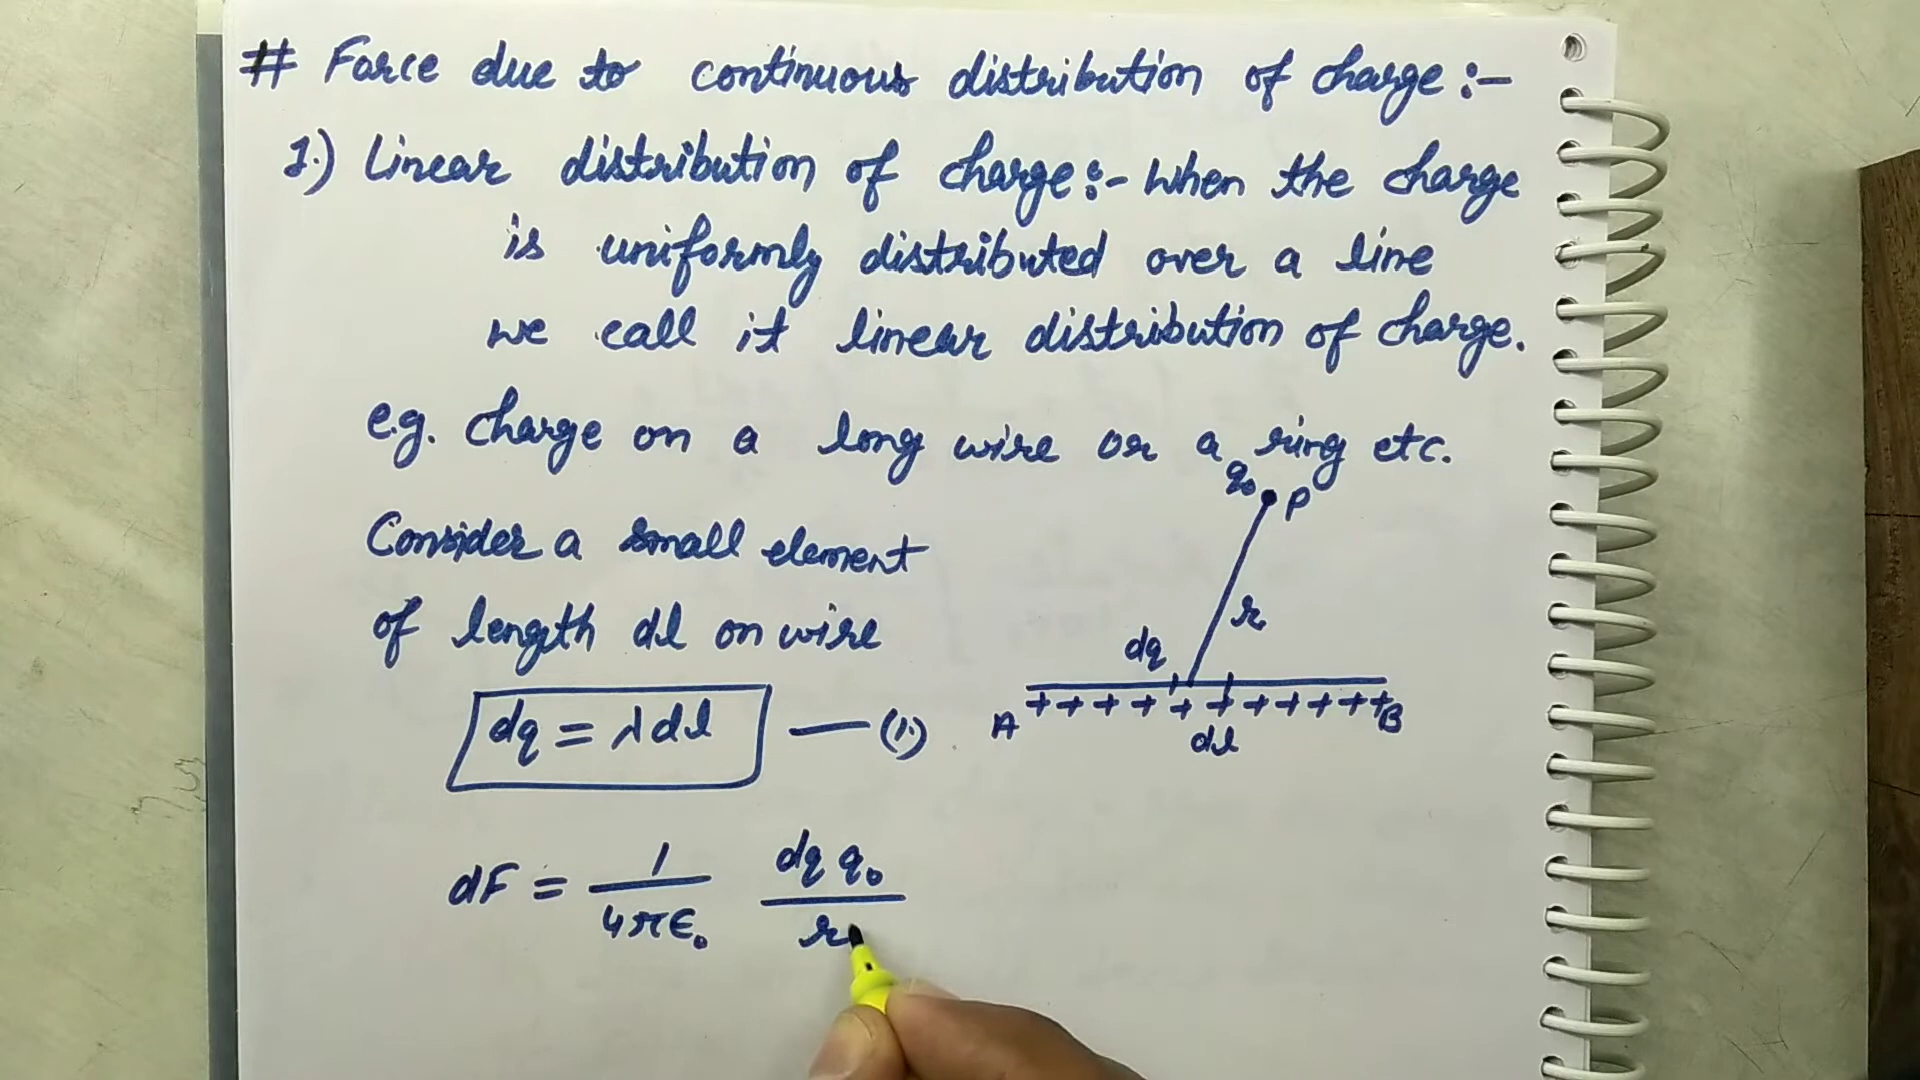 # Force due to continuous distribution of charge :-
1.) Linear distribution of charge :- When the charge
is uniformly distributed over a line
we call it linear distribution of charge.
e.g. charge on a long wire or a ring etc.
q₀ P
Consider a small element
of length dl on wire
r
dq
A + + + + + + + + + + + B
dl
dq = λdl — (1.)
dF = 1/4πε₀ dq q₀/r